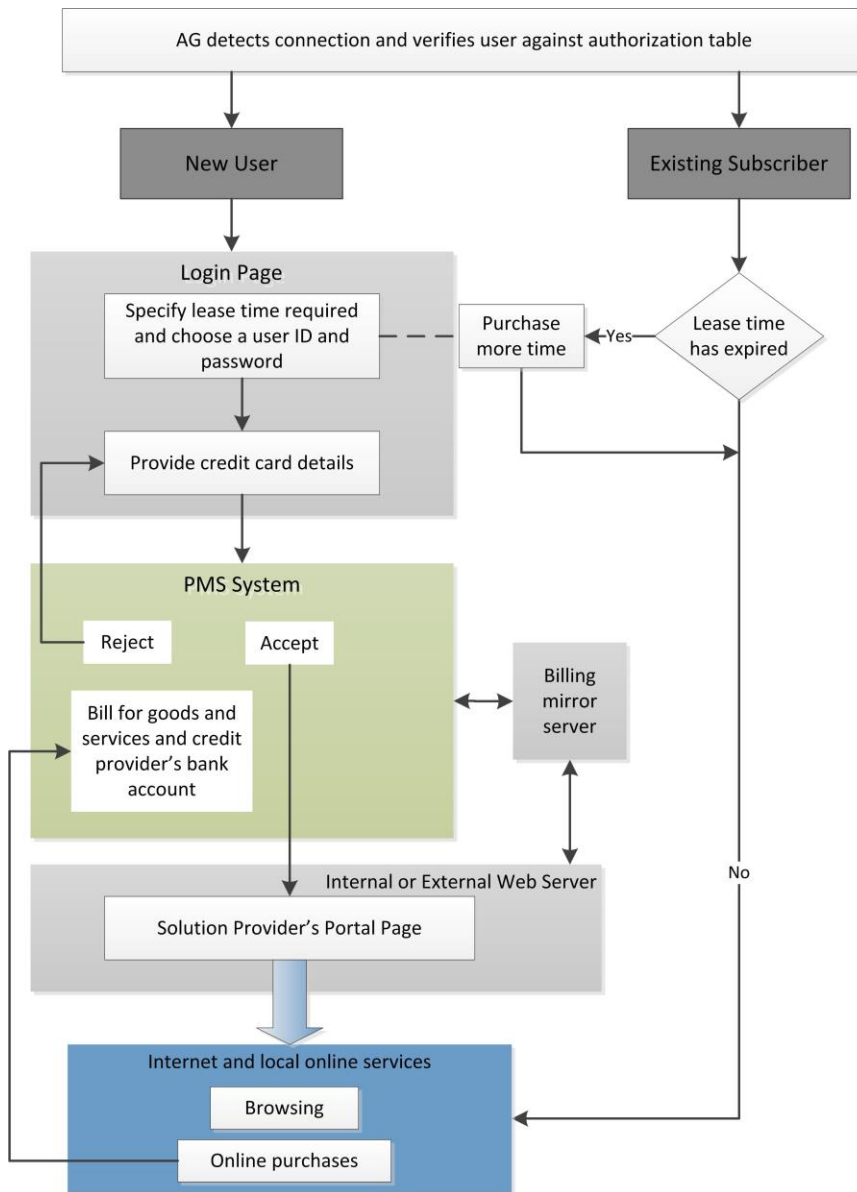 AG detects connection and verifies user against authorization table
New User
Existing Subscriber
Login Page
Specify lease time required
and choose a user ID and
password
Purchase
more time
Yes
Lease time
has expired
Provide credit card details
PMS System
Reject
Accept
Billing
mirror
server
Bill for goods and
services and credit
provider’s bank
account
No
Internal or External Web Server
Solution Provider’s Portal Page
Internet and local online services
Browsing
Online purchases